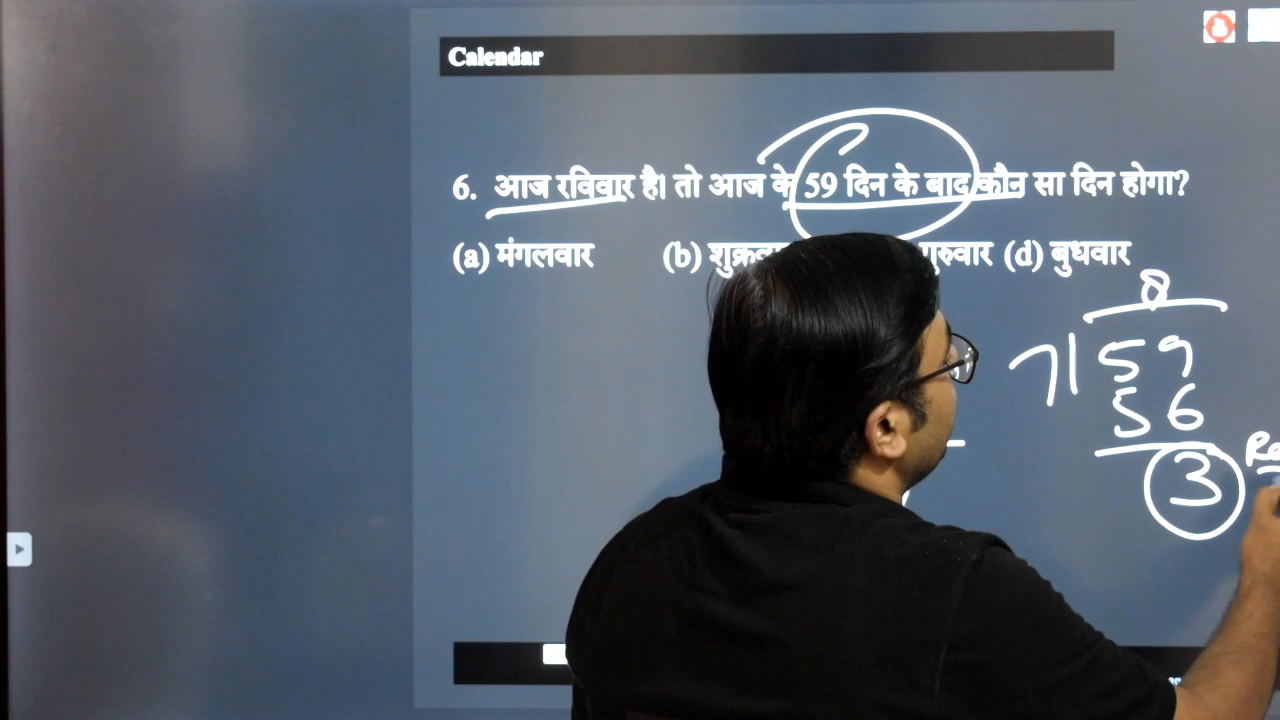 Calendar
6. आज रविवार है। तो आज के 59 दिन के बाद कौन सा दिन होगा?
(a) मंगलवार (b) गुरुवार (d) बुधवार
8
7 59
56
3